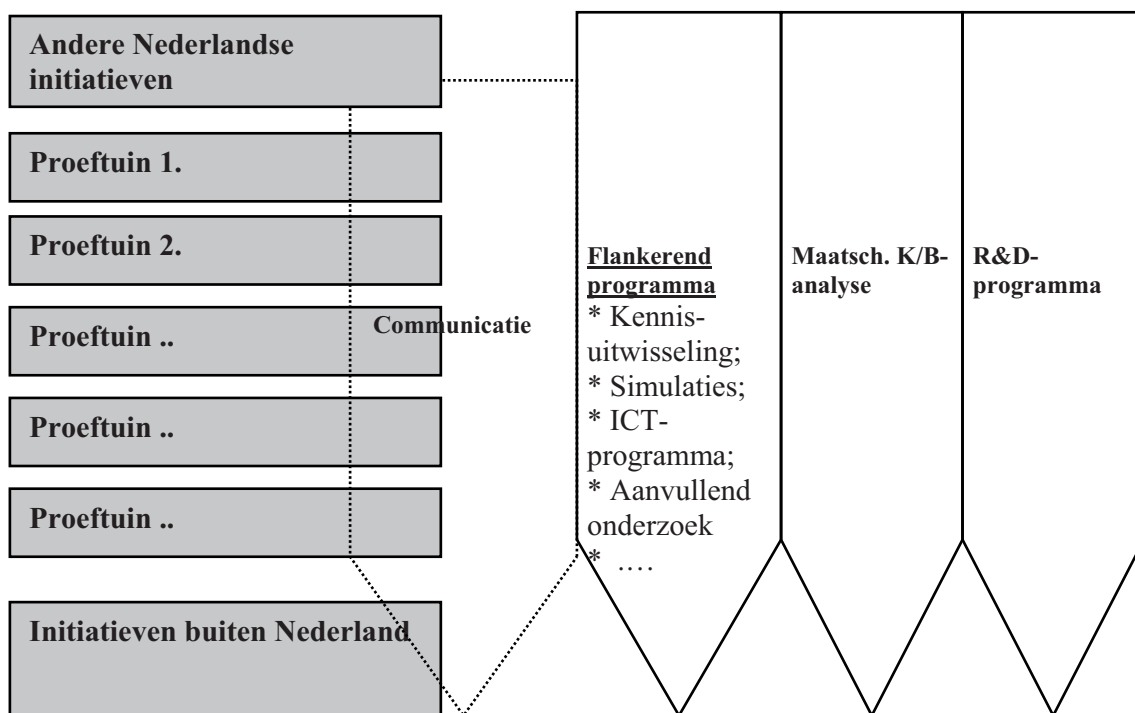 Andere Nederlandse
initiatieven
Proeftuin 1.
Proeftuin 2.
Proeftuin ..
Proeftuin ..
Proeftuin ..
Initiatieven buiten Nederland
Communicatie
Flankerend
programma
* Kennis-
uitwisseling;
* Simulaties;
* ICT-
programma;
* Aanvullend
onderzoek
* ….
Maatsch. K/B-
analyse
R&D-
programma